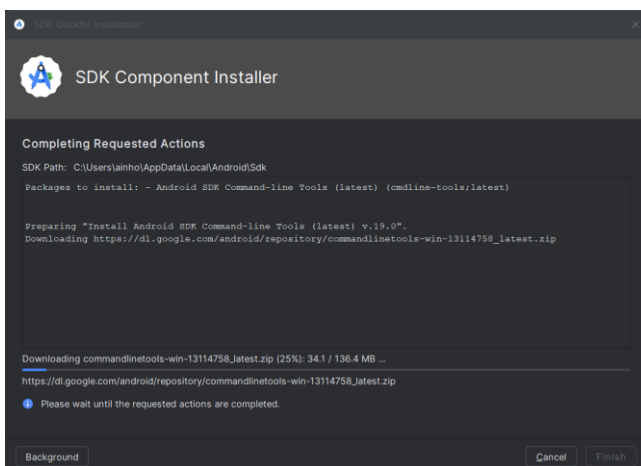 SDK Quickfix Installation
SDK Component Installer
Completing Requested Actions
SDK Path: C:\Users\ainho\AppData\Local\Android\Sdk
Packages to install: - Android SDK Command-line Tools (latest) (cmdline-tools;latest)
Preparing "Install Android SDK Command-line Tools (latest) v.19.0".
Downloading https://dl.google.com/android/repository/commandlinetools-win-13114758_latest.zip
Downloading commandlinetools-win-13114758_latest.zip (25%): 34.1 / 136.4 MB ...
https://dl.google.com/android/repository/commandlinetools-win-13114758_latest.zip
Please wait until the requested actions are completed.
Background Cancel Finish